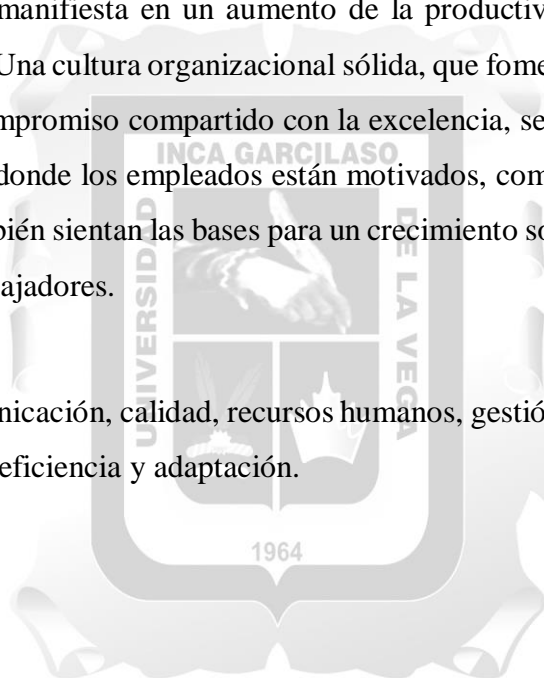 manifiesta en un aumento de la productiv
Una cultura organizacional sólida, que fome
mpromiso compartido con la excelencia, se
donde los empleados están motivados, com
bién sientan las bases para un crecimiento so
ajadores.
nicación, calidad, recursos humanos, gestió
eficiencia y adaptación.
INCA GARCILASO
UNIVERSIDAD
DE LA VEGA
1964